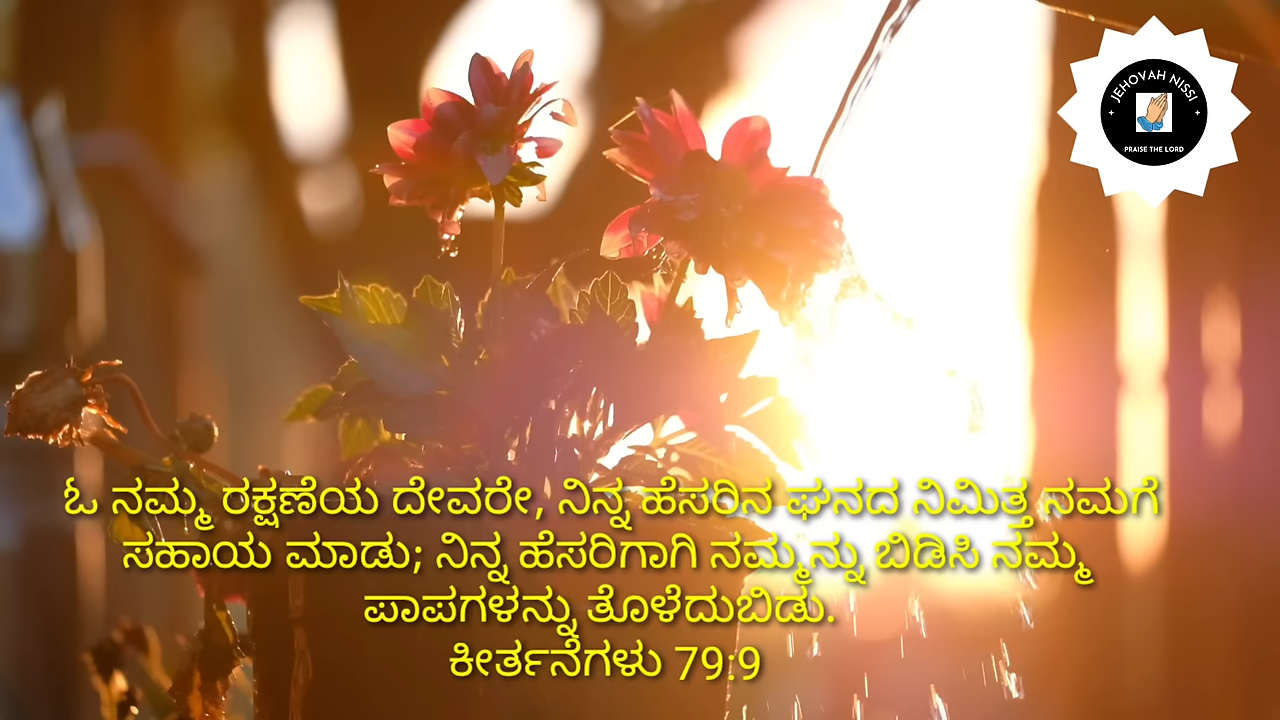 JEHOVAH NISSI
PRAISE THE LORD
ಓ ನಮ್ಮ ರಕ್ಷಣೆಯ ದೇವರೇ, ನಿನ್ನ ಹೆಸರಿನ ಘನದ ನಿಮಿತ್ತ ನಮಗೆ
ಸಹಾಯ ಮಾಡು; ನಿನ್ನ ಹೆಸರಿಗಾಗಿ ನಮ್ಮನ್ನು ಬಿಡಿಸಿ ನಮ್ಮ
ಪಾಪಗಳನ್ನು ತೊಳೆದುಬಿಡು.
ಕೀರ್ತನೆಗಳು 79:9